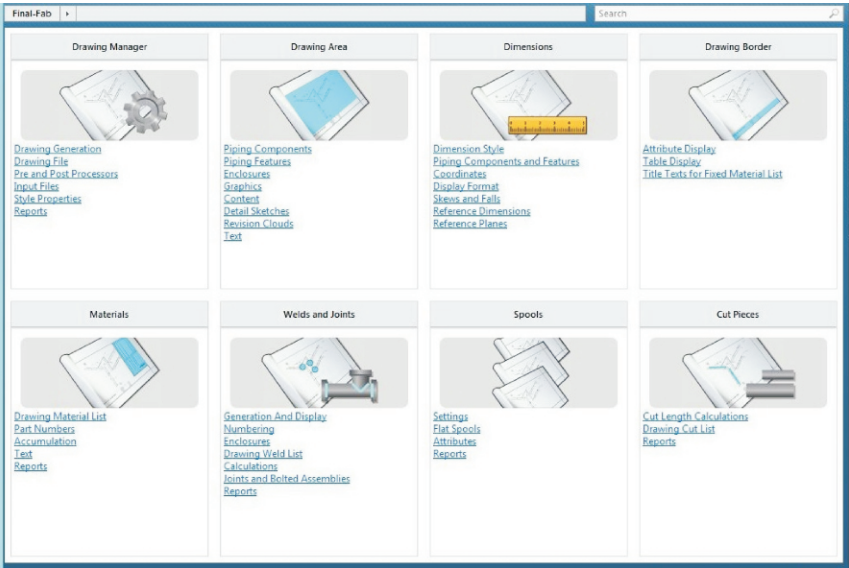 Final-Fab
Search
Drawing Manager
Drawing Generation
Drawing File
Pre and Post Processors
Input Files
Style Properties
Reports
Drawing Area
Piping Components
Piping Features
Enclosures
Graphics
Content
Detail Sketches
Revision Clouds
Text
Dimensions
Dimension Style
Piping Components and Features
Coordinates
Display Format
Skews and Falls
Reference Dimensions
Reference Planes
Drawing Border
Attribute Display
Table Display
Title Texts for Fixed Material List
Materials
Drawing Material List
Part Numbers
Accumulation
Text
Reports
Welds and Joints
Generation And Display
Numbering
Enclosures
Drawing Weld List
Calculations
Joints and Bolted Assemblies
Reports
Spools
Settings
Flat Spools
Attributes
Reports
Cut Pieces
Cut Length Calculations
Drawing Cut List
Reports